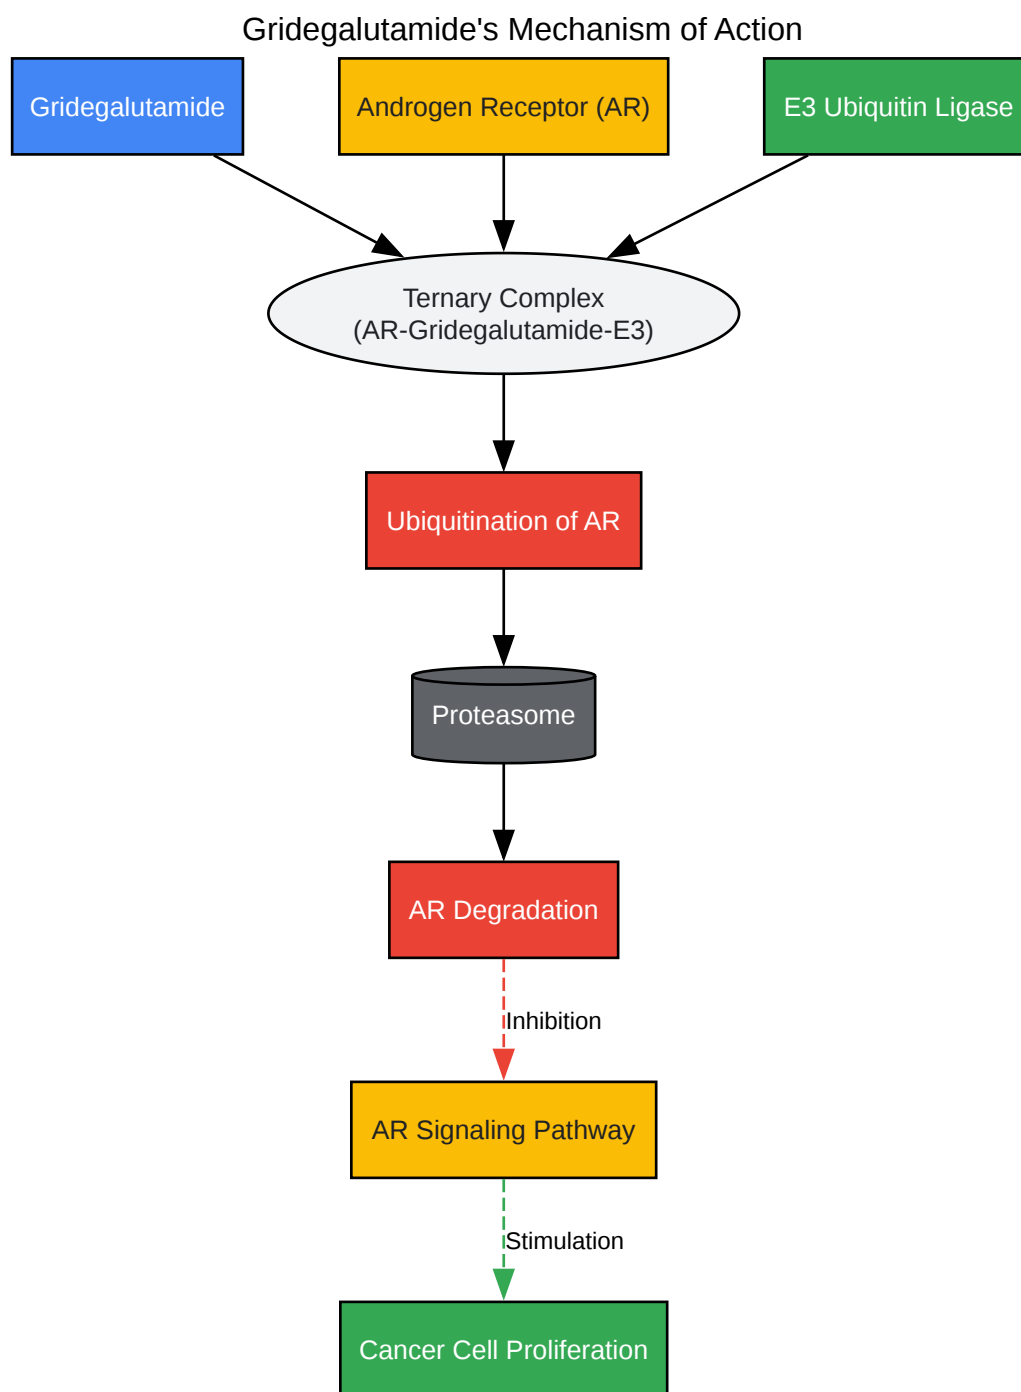 Gridegalutamide's Mechanism of Action
Gridegalutamide
Androgen Receptor (AR)
E3 Ubiquitin Ligase
Ternary Complex
(AR-Gridegalutamide-E3)
Ubiquitination of AR
Proteasome
AR Degradation
Inhibition
AR Signaling Pathway
Stimulation
Cancer Cell Proliferation